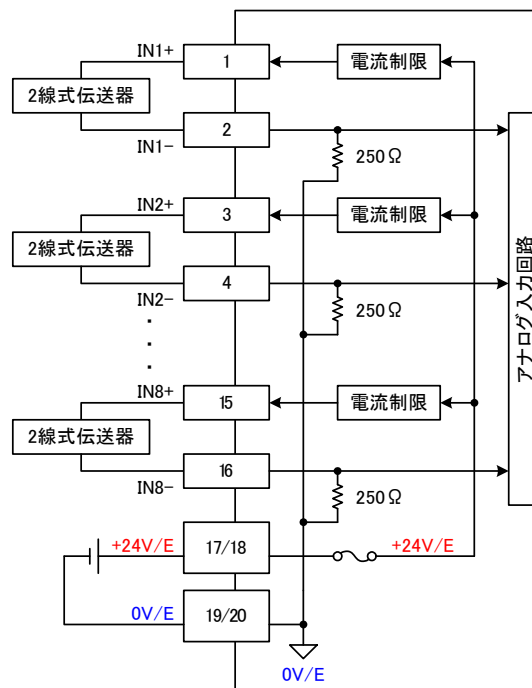 IN1+
1
電流制限
2線式伝送器
2
IN1-
250Ω
IN2+
3
電流制限
2線式伝送器
4
IN2-
250Ω
アナログ入力回路
IN8+
15
電流制限
2線式伝送器
16
IN8-
250Ω
+24V/E
17/18
+24V/E
0V/E
19/20
0V/E